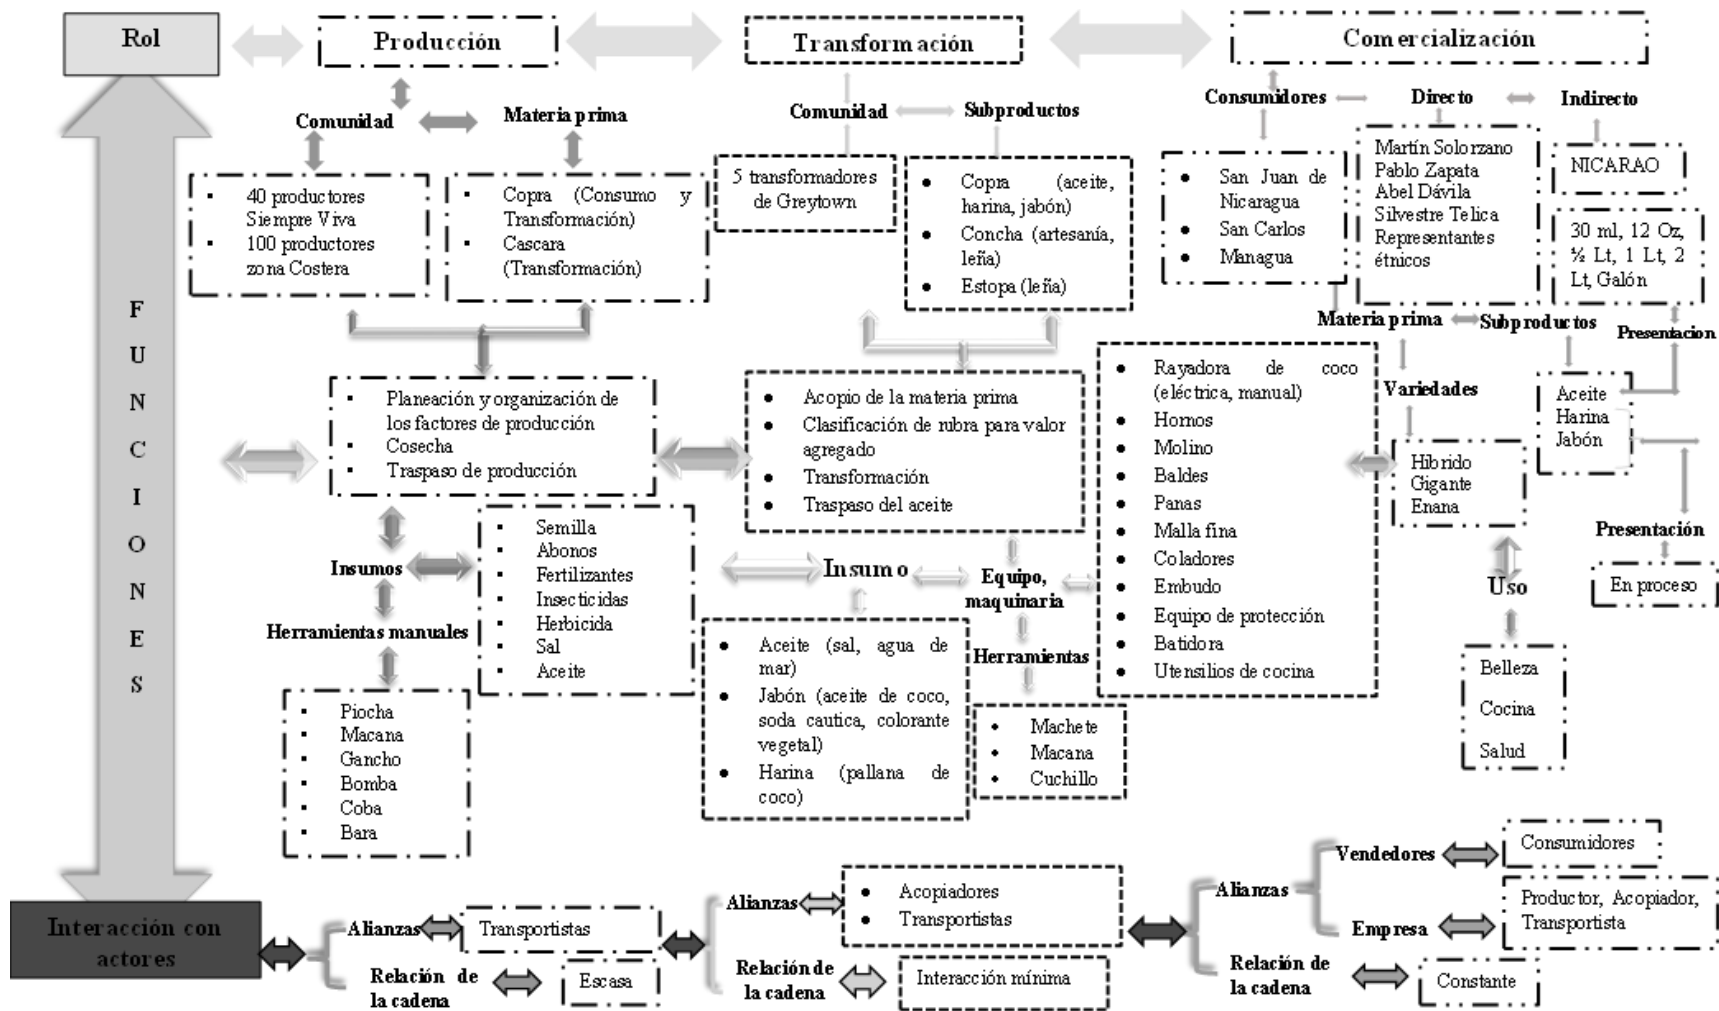 Rol
Producción
Transformación
Comercialización
Comunidad
Materia prima
Comunidad
Subproductos
Consumidores
Directo
Indirecto
▪ 40 productores
Siempre Viva
▪ 100 productores
zona Costera
▪ Copra (Consumo y
Transformación)
▪ Cascara
(Transformación)
5 transformadores
de Greytown
● Copra (aceite,
harina, jabón)
● Concha (artesanía,
leña)
● Estopa (leña)
● San Juan de
Nicaragua
● San Carlos
● Managua
Martín Solorzano
Pablo Zapata
Abel Dávila
Silvestre Telica
Representantes
étnicos
NICARAO
30 ml, 12 Oz,
½ Lt, 1 Lt, 2
Lt, Galón
Materia prima
Subproductos
Presentacion
Variedades
Aceite
Harina
Jabón
Híbrido
Gigante
Enana
Presentación
En proceso
Uso
Belleza
Cocina
Salud
FUNCIONES
▪ Planeación y organización de
los factores de producción
▪ Cosecha
▪ Traspaso de producción
● Acopio de la materia prima
● Clasificación de rubra para valor
agregado
● Transformación
● Traspaso del aceite
● Rayadora de coco
(eléctrica, manual)
● Hornos
● Molino
● Baldes
● Panas
● Malla fina
● Coladores
● Embudo
● Equipo de protección
● Batidora
● Utensilios de cocina
Insumos
▪ Semilla
▪ Abonos
▪ Fertilizantes
▪ Insecticidas
▪ Herbicida
▪ Sal
▪ Aceite
Herramientas manuales
▪ Piocha
▪ Macana
▪ Gancho
▪ Bomba
▪ Coba
▪ Bara
Insumo
Equipo,
maquinaria
● Aceite (sal, agua de
mar)
● Jabón (aceite de coco,
soda cautica, colorante
vegetal)
● Harina (pallana de
coco)
Herramientas
● Machete
● Macana
● Cuchillo
Interacción con
actores
Alianzas
Transportistas
Relación de
la cadena
Escasa
Alianzas
● Acopiadores
● Transportistas
Relación de
la cadena
Interacción mínima
Alianzas
Vendedores
Consumidores
Empresa
Productor, Acopiador,
Transportista
Relación de
la cadena
Constante